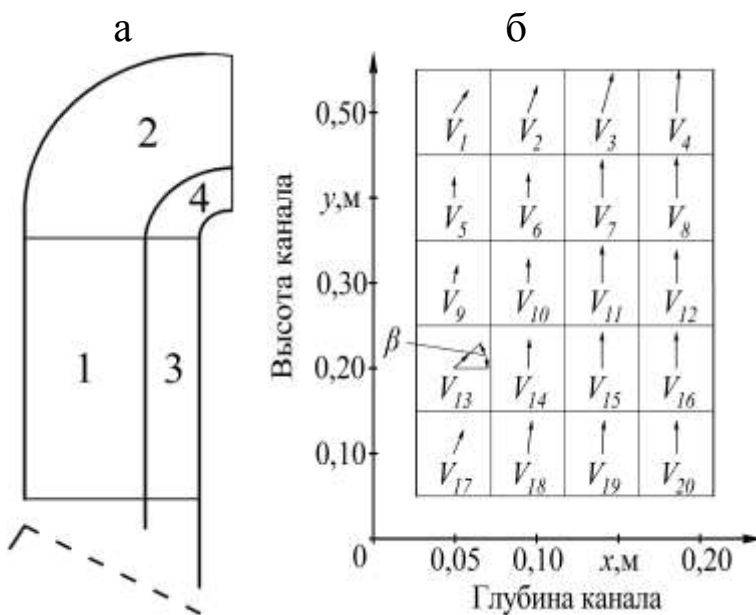 а
б
2
4
1
3
0,50
y,м
0,30
0,20
0,10
0
Высота канала
β
V1 V2 V3 V4
V5 V6 V7 V8
V9 V10 V11 V12
V13 V14 V15 V16
V17 V18 V19 V20
0,05 0,10 x,м 0,20
Глубина канала